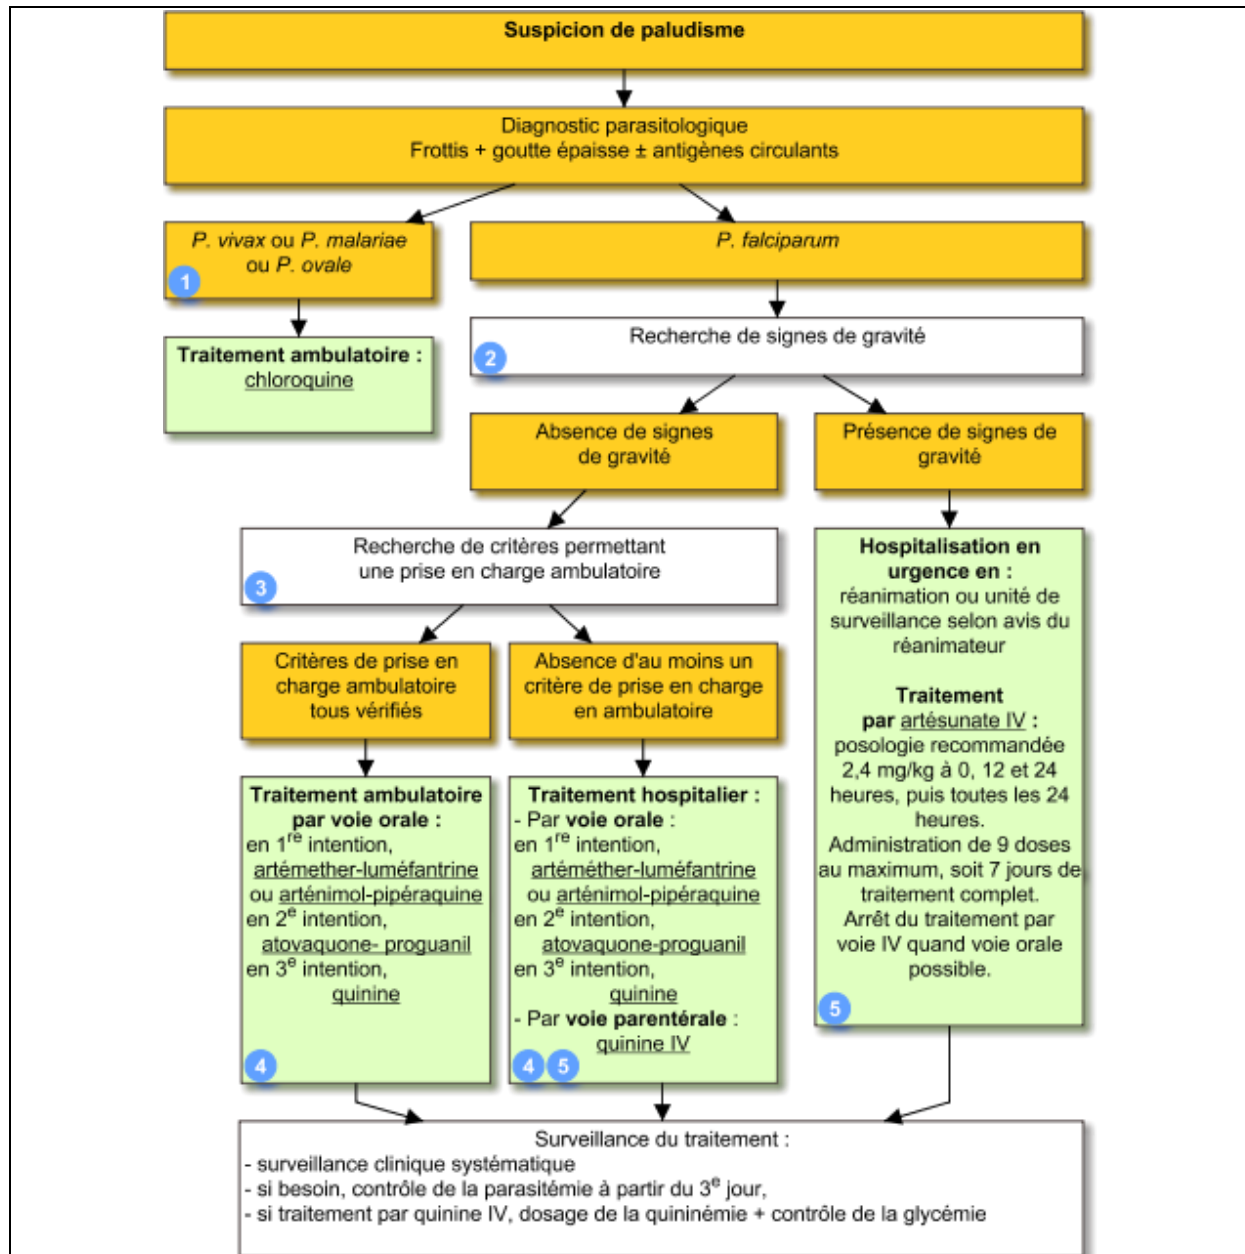 Suspicion de paludisme
Diagnostic parasitologique
Frottis + goutte épaisse ± antigènes circulants
P. vivax ou P. malariae
ou P. ovale
1
P. falciparum
Traitement ambulatoire :
chloroquine
Recherche de signes de gravité
2
Absence de signes
de gravité
Présence de signes de
gravité
Recherche de critères permettant
une prise en charge ambulatoire
3
Critères de prise en
charge ambulatoire
tous vérifiés
Absence d'au moins un
critère de prise en charge
en ambulatoire
Hospitalisation en
urgence en :
réanimation ou unité de
surveillance selon avis du
réanimateur
Traitement
par artésunate IV :
posologie recommandée
2,4 mg/kg à 0, 12 et 24
heures, puis toutes les 24
heures.
Administration de 9 doses
au maximum, soit 7 jours de
traitement complet.
Arrêt du traitement par
voie IV quand voie orale
possible.
5
Traitement ambulatoire
par voie orale :
en 1re intention,
artémether-luméfantrine
ou arténimol-pipéraquine
en 2e intention,
atovaquone- proguanil
en 3e intention,
quinine
4
Traitement hospitalier :
- Par voie orale :
en 1re intention,
artéméther-luméfantrine
ou arténimol-pipéraquine
en 2e intention,
atovaquone-proguanil
en 3e intention,
quinine
- Par voie parentérale :
quinine IV
4 5
Surveillance du traitement :
- surveillance clinique systématique
- si besoin, contrôle de la parasitémie à partir du 3e jour,
- si traitement par quinine IV, dosage de la quininémie + contrôle de la glycémie